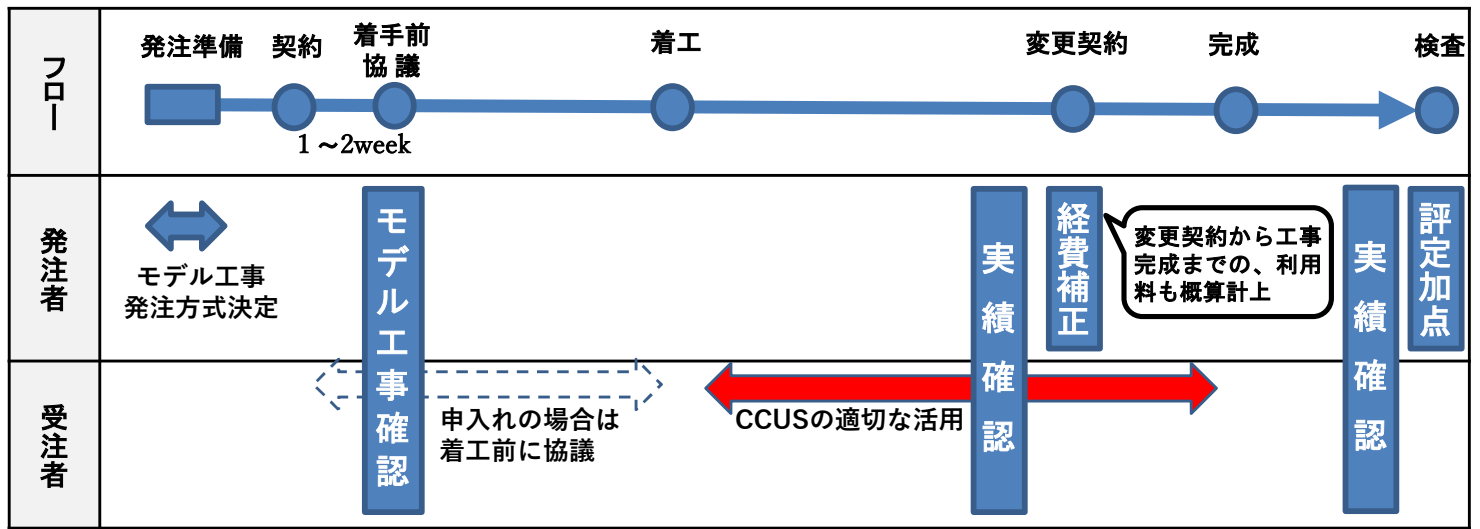 フロー
発注準備
契約
着手前
協 議
着工
変更契約
完成
検査
1 ～2week
発注者
モデル工事
発注方式決定
モデル工事確認
実績確認
経費補正
変更契約から工事
完成までの、利用
料も概算計上
実績確認
評定加点
受注者
申入れの場合は
着工前に協議
CCUSの適切な活用